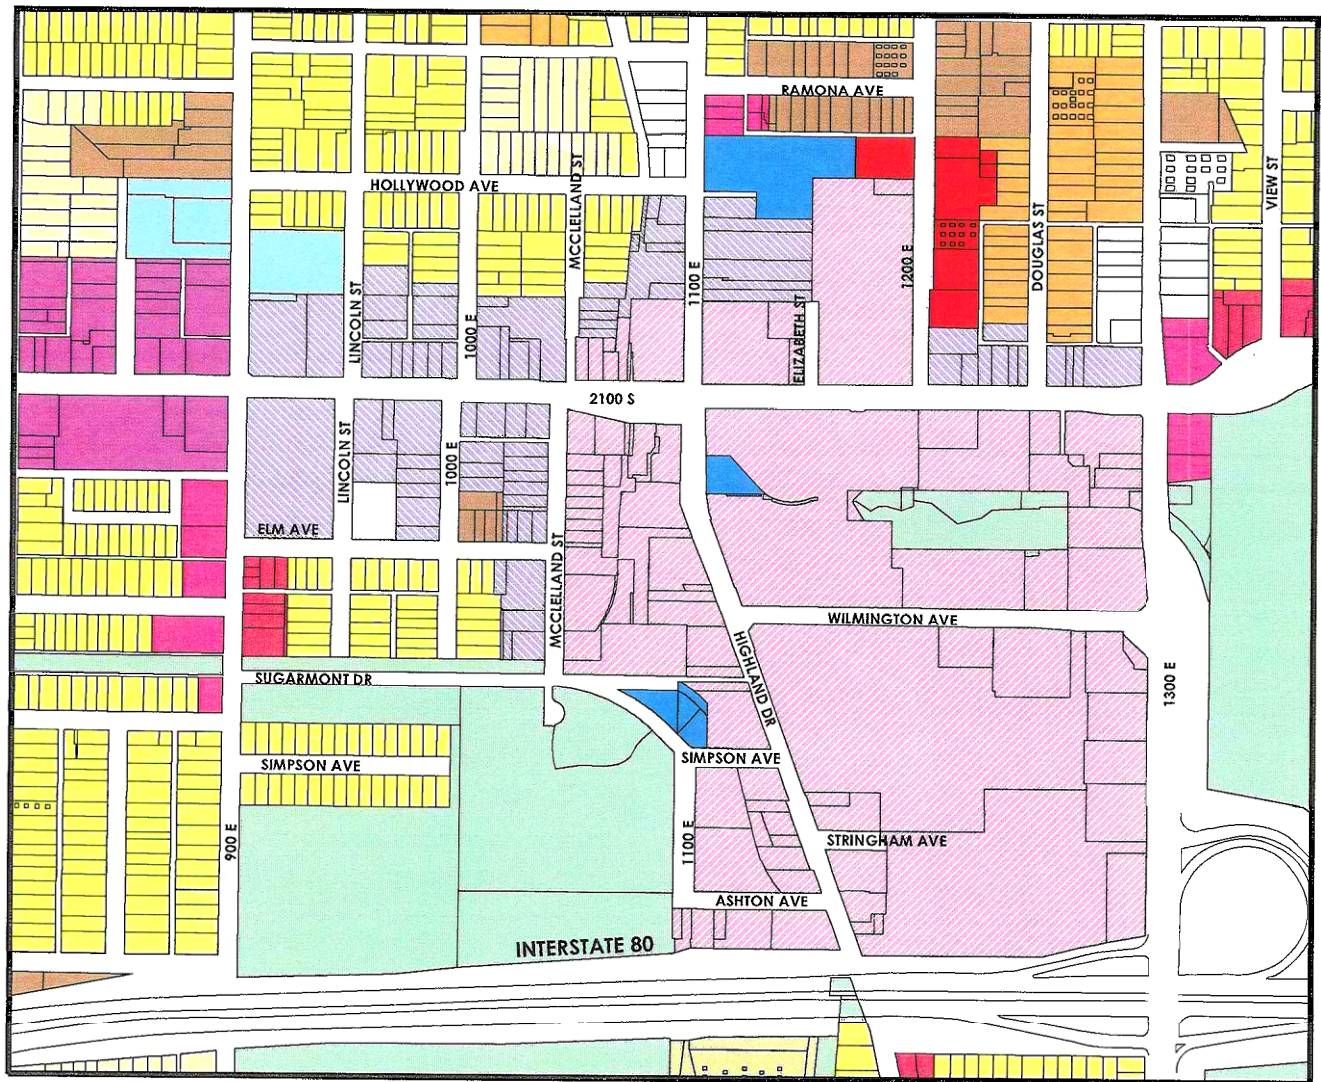 RAMONA AVE
HOLLYWOOD AVE
MCCLELLAND ST
VIEW ST
DOUGLAS ST
1200 E
1100 E
LINCOLN ST
1000 E
ELIZABETH ST
2100 S
LINCOLN ST
1000 E
ELM AVE
MCCLELLAND ST
WILMINGTON AVE
HIGHLAND DR
1300 E
SUGARMONT DR
SIMPSON AVE
SIMPSON AVE
900 E
1100 E
STRINGHAM AVE
ASHTON AVE
INTERSTATE 80